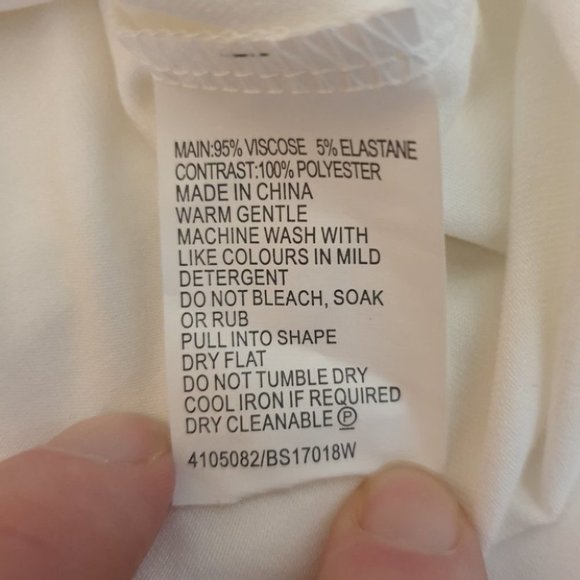 MAIN:95% VISCOSE 5% ELASTANE
CONTRAST:100% POLYESTER
MADE IN CHINA
WARM GENTLE
MACHINE WASH WITH
LIKE COLOURS IN MILD
DETERGENT
DO NOT BLEACH, SOAK
OR RUB
PULL INTO SHAPE
DRY FLAT
DO NOT TUMBLE DRY
COOL IRON IF REQUIRED
DRY CLEANABLE Ⓟ
4105082/BS17018W